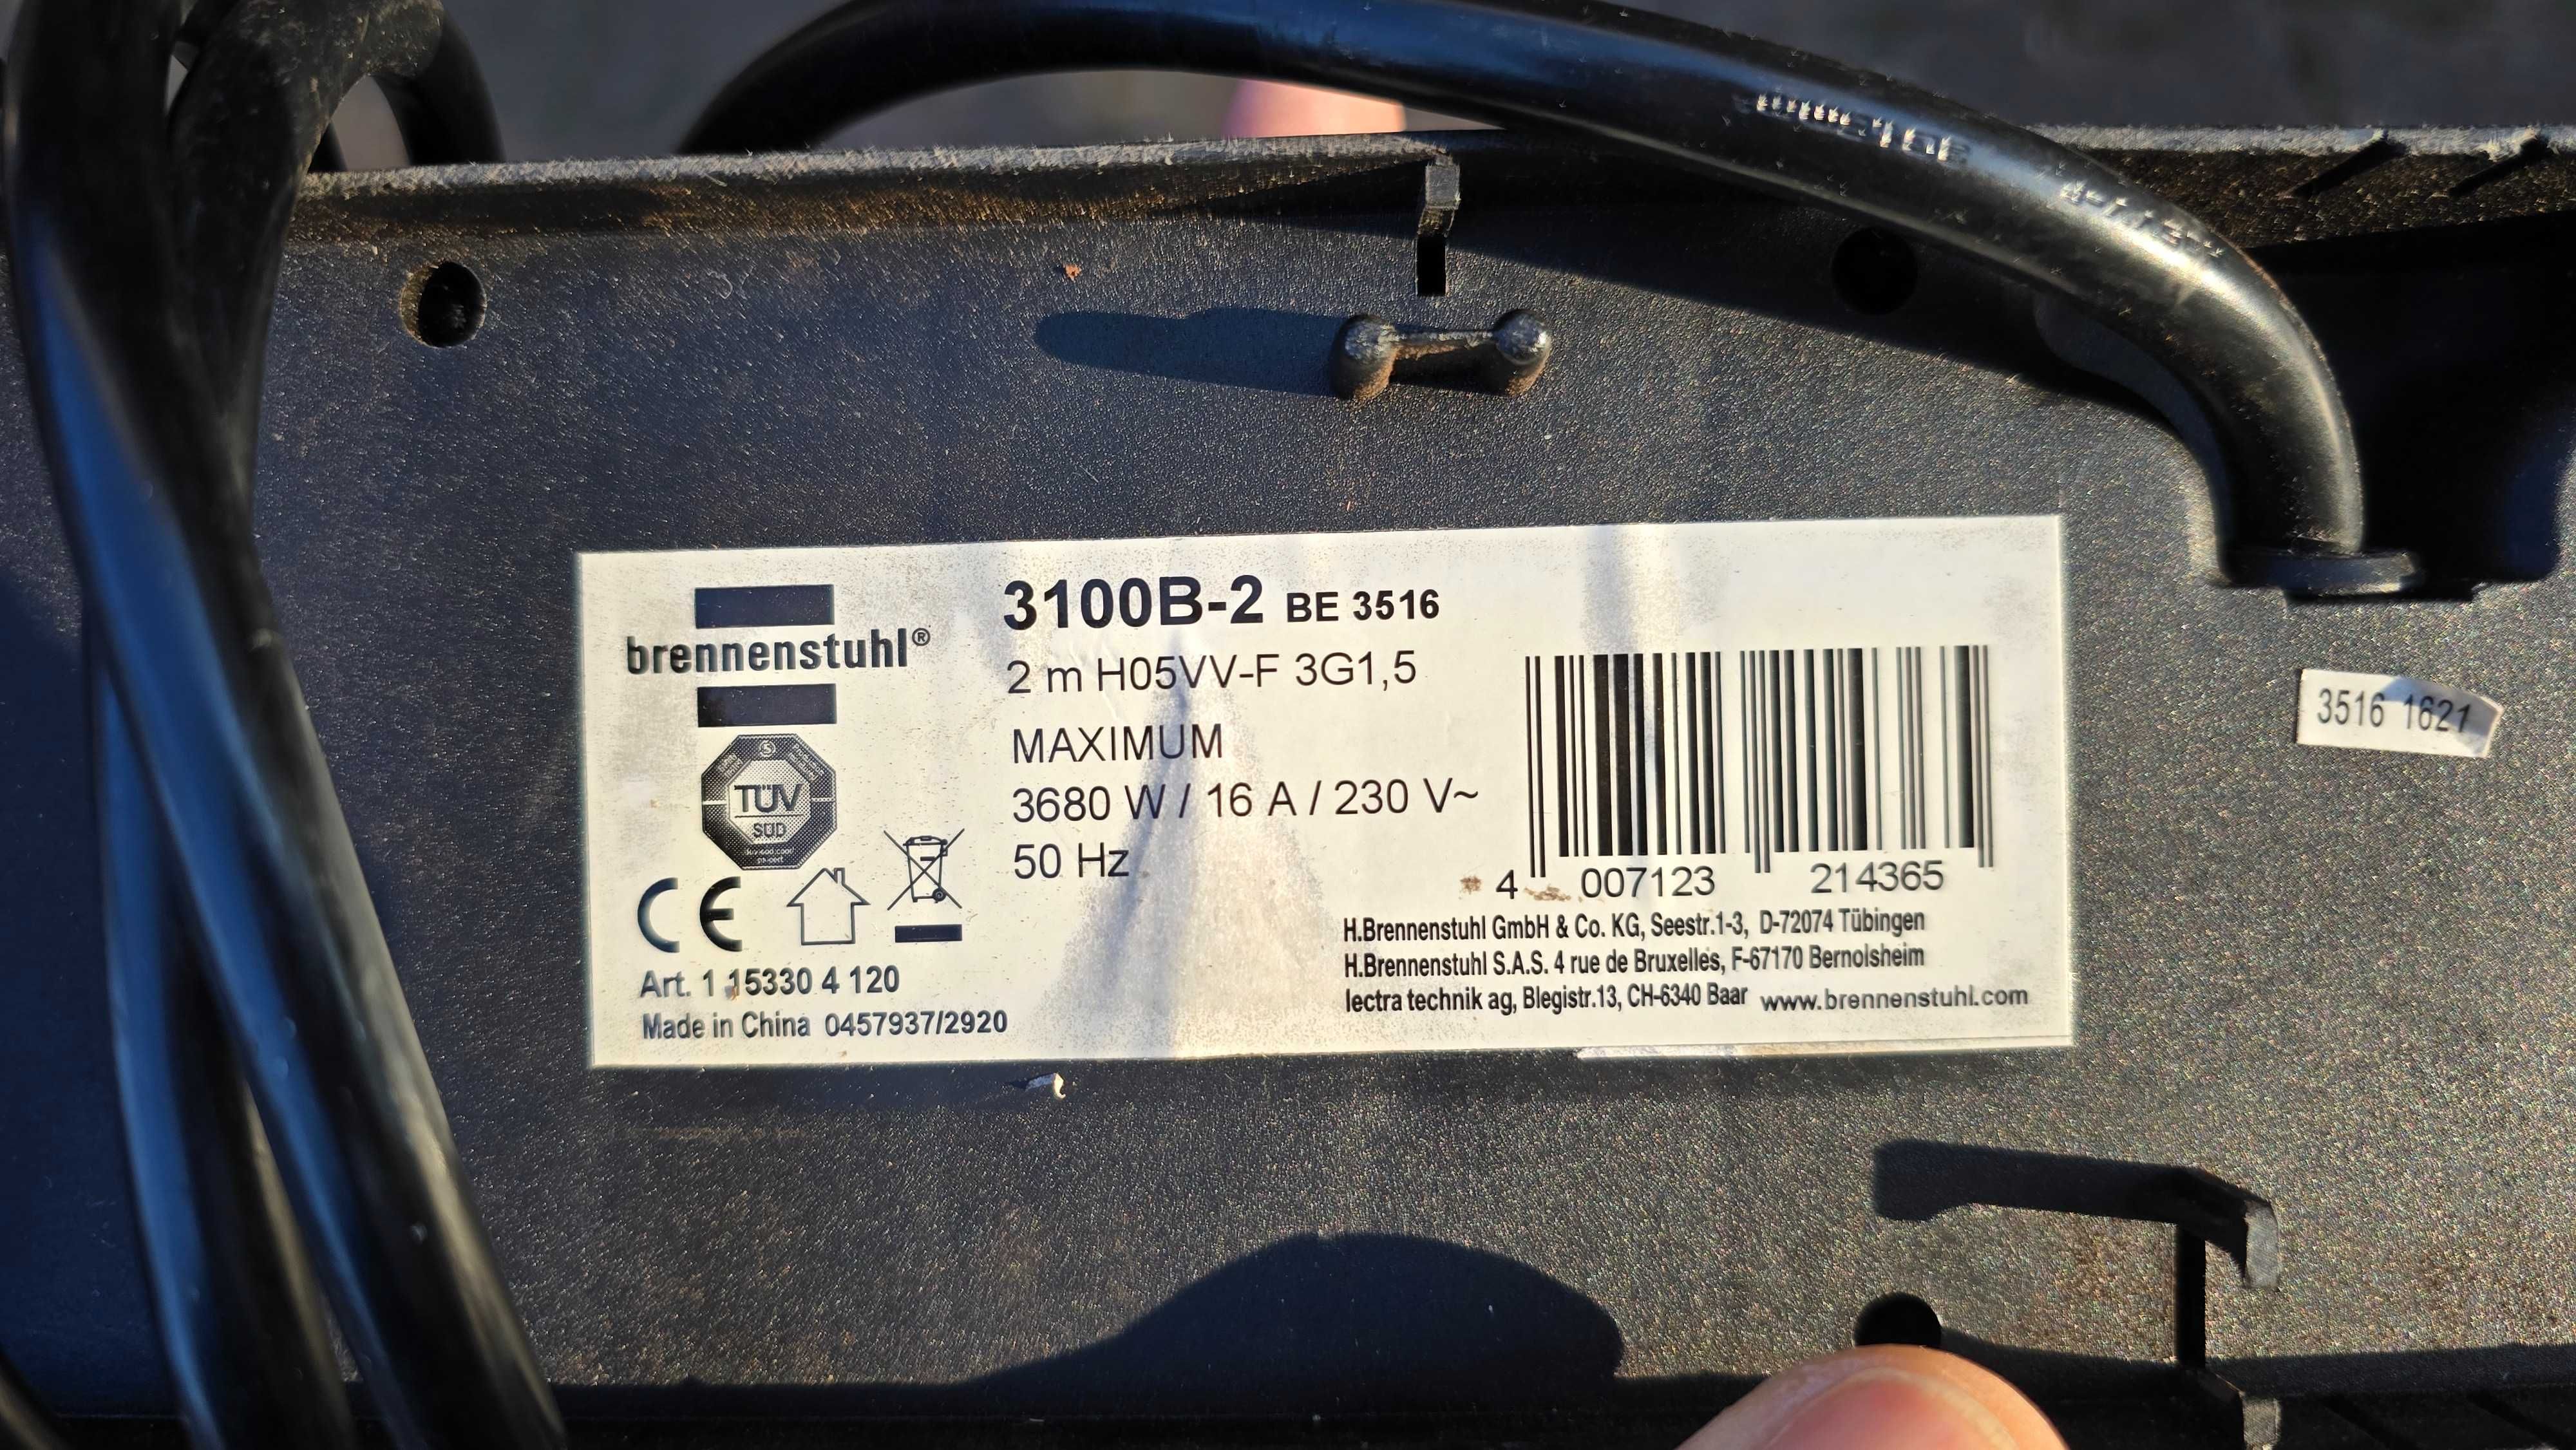 brennenstuhl®
3100B-2 BE 3516
2 m H05VV-F 3G1,5
MAXIMUM
3680 W / 16 A / 230 V~
50 Hz
TÜV
SÜD
CE
Art. 1 15330 4 120
Made in China 0457937/2920
4 007123 214365
H.Brennenstuhl GmbH & Co. KG, Seestr.1-3, D-72074 Tübingen
H.Brennenstuhl S.A.S. 4 rue de Bruxelles, F-67170 Bernolsheim
lectra technik ag, Blegistr.13, CH-6340 Baar www.brennenstuhl.com
3516 1621